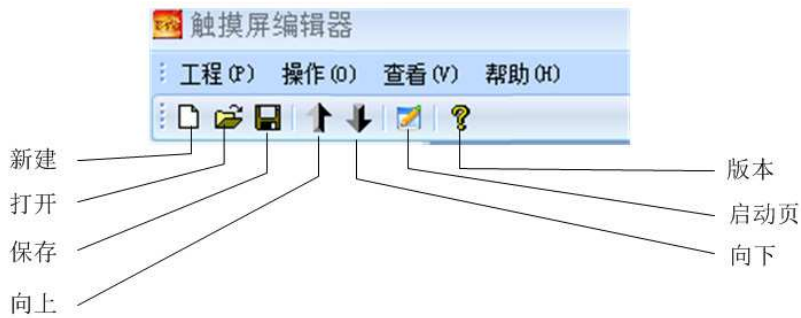 触摸屏编辑器
工程(P) 操作(O) 查看(V) 帮助(H)
新建
打开
保存
向上
版本
启动页
向下